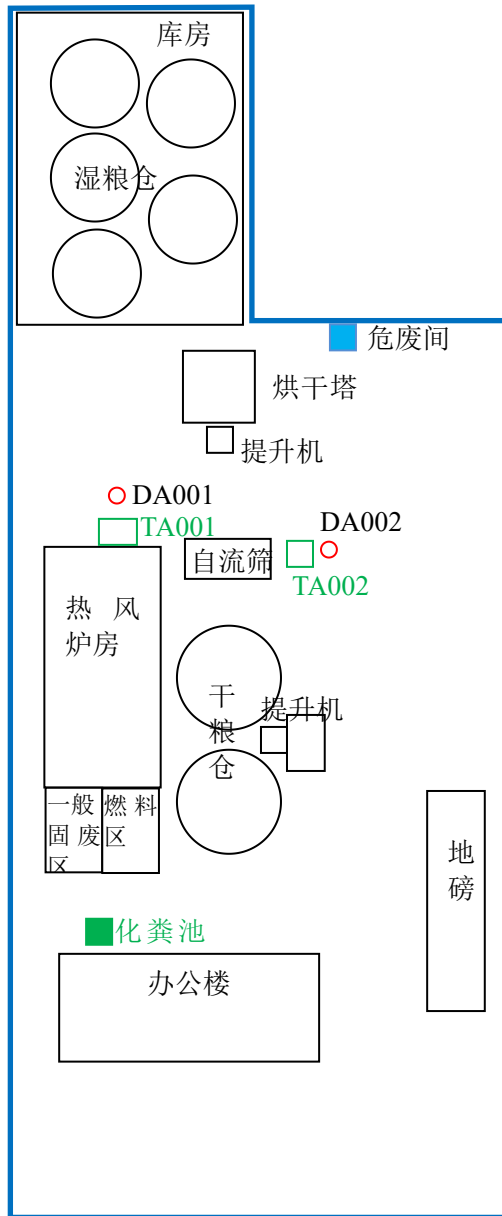 库房
湿粮仓
危废间
烘干塔
提升机
DA001
TA001
DA002
自流筛
TA002
热 风
炉房
干
粮
仓
提升机
一般
固 废
区
燃 料
区
地
磅
化粪池
办公楼